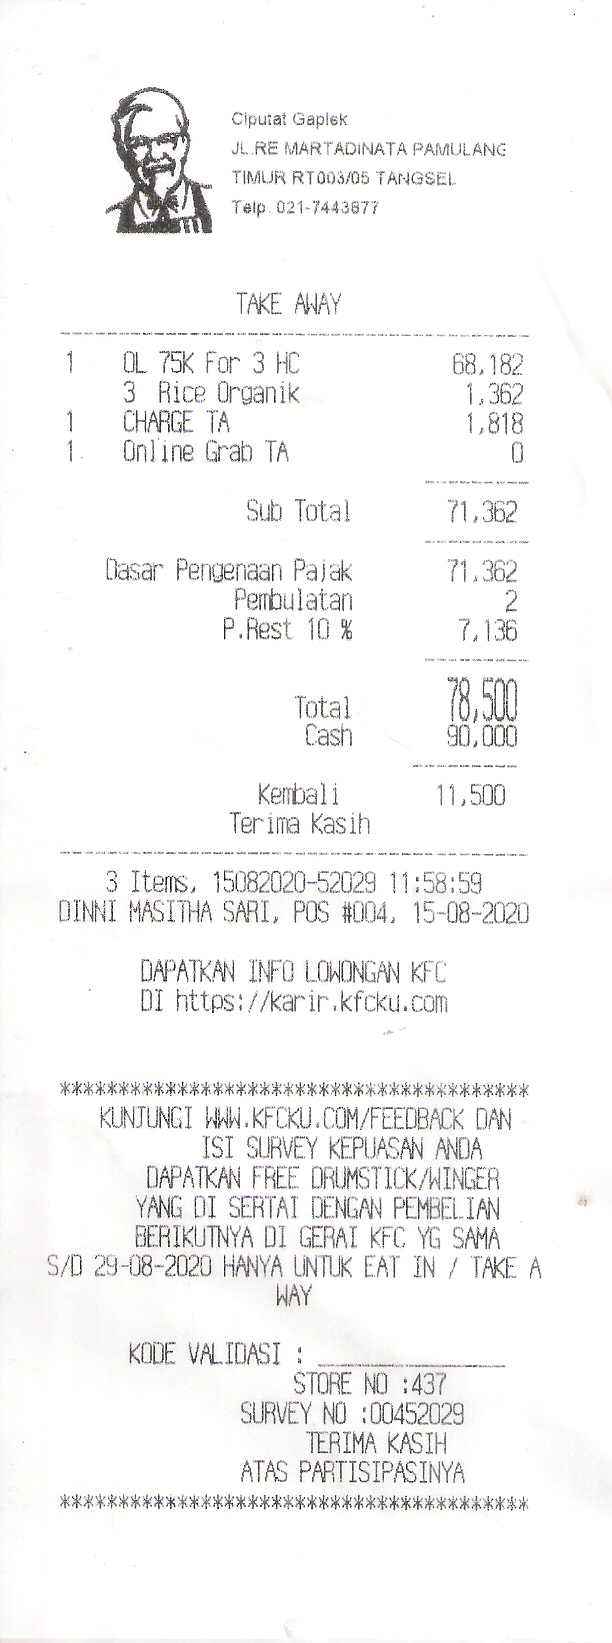 Ciputat Gaplek
JL.RE MARTADINATA PAMULANG
TIMUR RT003/05 TANGSEL
Telp. 021-7443877
TAKE AWAY
1 OL 75K For 3 HC 68,182
3 Rice Organik 1,362
1 CHARGE TA 1,818
1 Online Grab TA 0
Sub Total 71,362
Dasar Pengenaan Pajak 71,362
Pembulatan 2
P.Rest 10 % 7,136
Total 78,500
Cash 90,000
Kembali 11,500
Terima Kasih
3 Items, 15082020-52029 11:58:59
DINNI MASITHA SARI, POS #004, 15-08-2020
DAPATKAN INFO LOWONGAN KFC
DI https://karir.kfcku.com
****************************************
KUNJUNGI WWW.KFCKU.COM/FEEDBACK DAN
ISI SURVEY KEPUASAN ANDA
DAPATKAN FREE DRUMSTICK/WINGER
YANG DI SERTAI DENGAN PEMBELIAN
BERIKUTNYA DI GERAI KFC YG SAMA
S/D 29-08-2020 HANYA UNTUK EAT IN / TAKE A
WAY
KODE VALIDASI : ________________
STORE NO :437
SURVEY NO :00452029
TERIMA KASIH
ATAS PARTISIPASINYA
****************************************